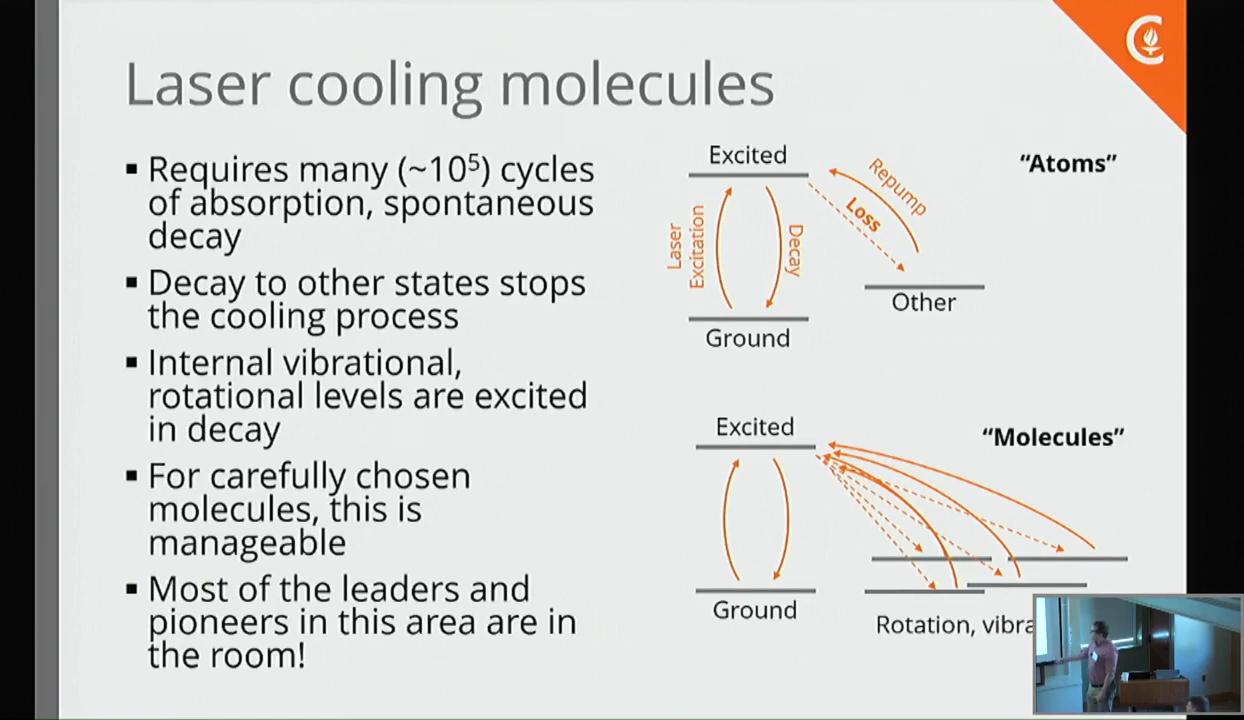 Laser cooling molecules
▪ Requires many (~10⁵) cycles
of absorption, spontaneous
decay
▪ Decay to other states stops
the cooling process
▪ Internal vibrational,
rotational levels are excited
in decay
▪ For carefully chosen
molecules, this is
manageable
▪ Most of the leaders and
pioneers in this area are in
the room!
“Atoms”
Excited
Laser
Excitation
Decay
Loss
Repump
Other
Ground
“Molecules”
Excited
Ground
Rotation, vibra